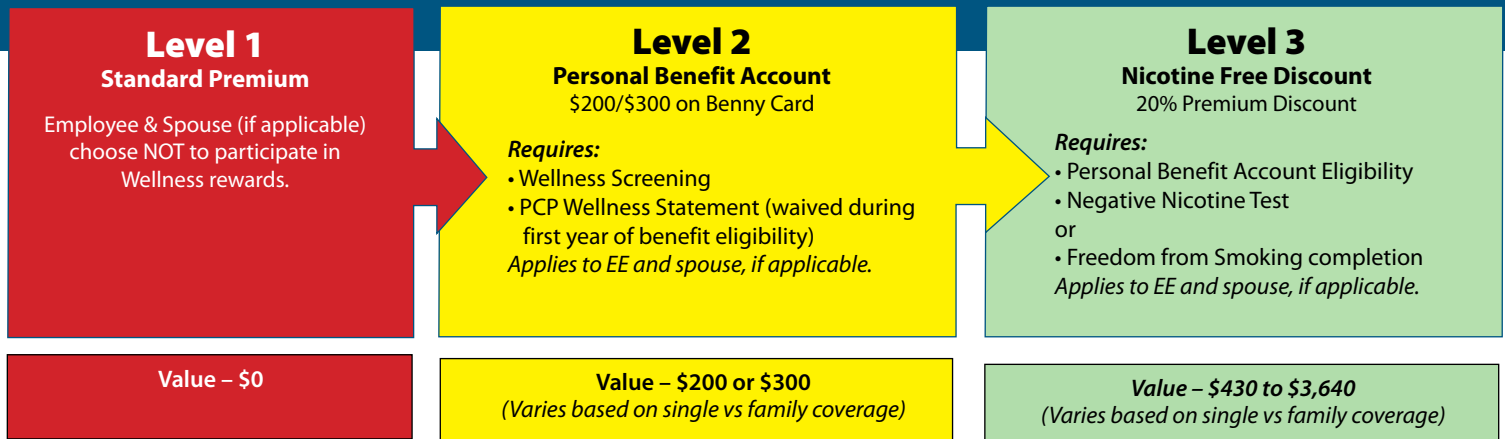 Level 1
Standard Premium
Employee & Spouse (if applicable)
choose NOT to participate in
Wellness rewards.
Value – $0
Level 2
Personal Benefit Account
$200/$300 on Benny Card
Requires:
• Wellness Screening
• PCP Wellness Statement (waived during
first year of benefit eligibility)
Applies to EE and spouse, if applicable.
Value – $200 or $300
(Varies based on single vs family coverage)
Level 3
Nicotine Free Discount
20% Premium Discount
Requires:
• Personal Benefit Account Eligibility
• Negative Nicotine Test
or
• Freedom from Smoking completion
Applies to EE and spouse, if applicable.
Value – $430 to $3,640
(Varies based on single vs family coverage)